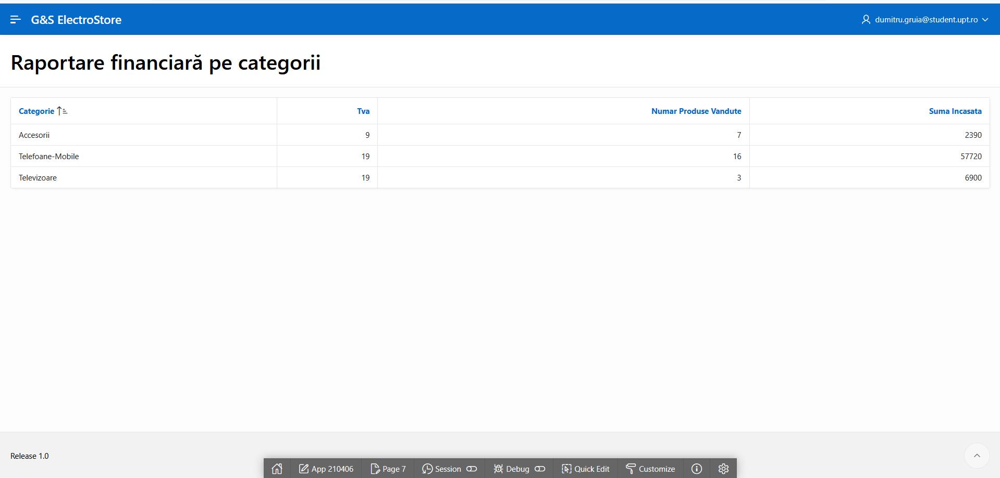 G&S ElectroStore dumitru.gruia@student.upt.ro
Raportare financiară pe categorii
Categorie Tva Numar Produse Vandute Suma Incasata
Accesorii 9 7 2390
Telefoane-Mobile 19 16 57720
Televizoare 19 3 6900
Release 1.0
App 210406 Page 7 Session Debug Quick Edit Customize